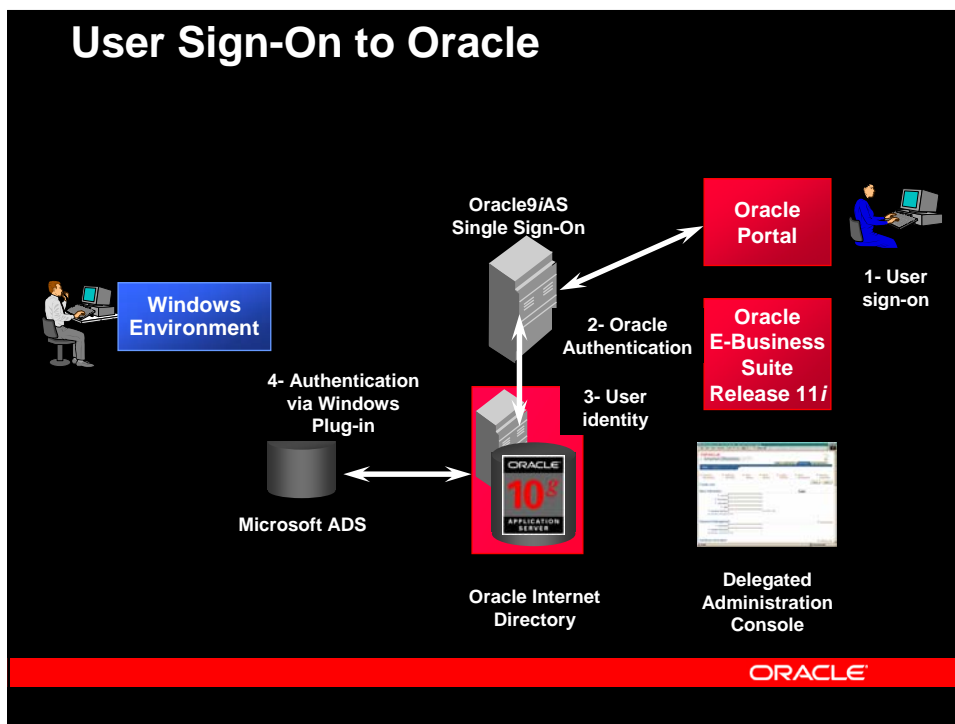 User Sign-On to Oracle
Oracle9iAS
Single Sign-On
Oracle
Portal
1- User
sign-on
Windows
Environment
2- Oracle
Authentication
Oracle
E-Business
Suite
Release 11i
4- Authentication
via Windows
Plug-in
3- User
identity
ORACLE
10g
APPLICATION
SERVER
Microsoft ADS
Oracle Internet
Directory
Delegated
Administration
Console
ORACLE